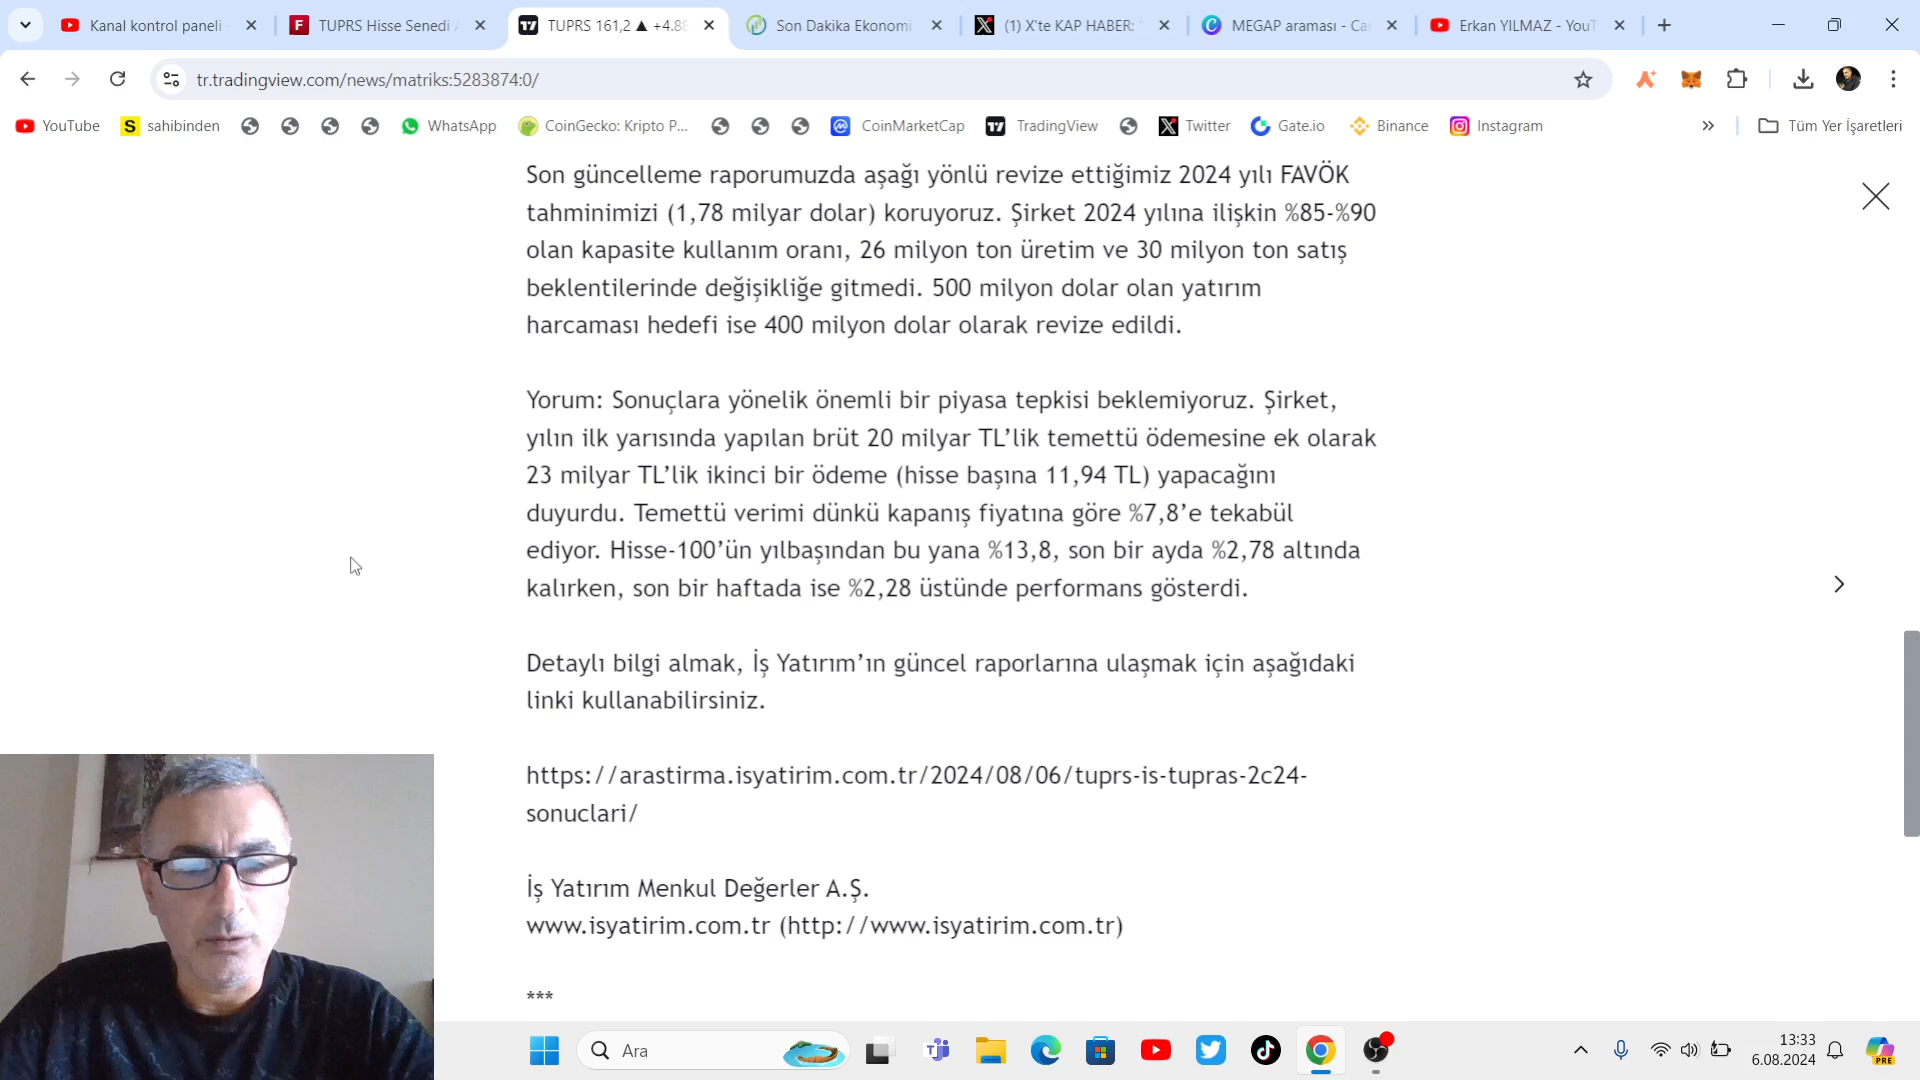 Kanal kontrol paneli
TUPRS Hisse Senedi
TUPRS 161,2 ▲ +4.88
Son Dakika Ekonomi
(1) X'te KAP HABER:
MEGAP araması - Ca
Erkan YILMAZ - YouT
tr.tradingview.com/news/matriks:5283874:0/
YouTube
sahibinden
WhatsApp
CoinGecko: Kripto P...
CoinMarketCap
TradingView
Twitter
Gate.io
Binance
Instagram
Tüm Yer İşaretleri
Son güncelleme raporumuzda aşağı yönlü revize ettiğimiz 2024 yılı FAVÖK
tahminimizi (1,78 milyar dolar) koruyoruz. Şirket 2024 yılına ilişkin %85-%90
olan kapasite kullanım oranı, 26 milyon ton üretim ve 30 milyon ton satış
beklentilerinde değişikliğe gitmedi. 500 milyon dolar olan yatırım
harcaması hedefi ise 400 milyon dolar olarak revize edildi.
Yorum: Sonuçlara yönelik önemli bir piyasa tepkisi beklemiyoruz. Şirket,
yılın ilk yarısında yapılan brüt 20 milyar TL’lik temettü ödemesine ek olarak
23 milyar TL’lik ikinci bir ödeme (hisse başına 11,94 TL) yapacağını
duyurdu. Temettü verimi dünkü kapanış fiyatına göre %7,8’e tekabül
ediyor. Hisse-100’ün yılbaşından bu yana %13,8, son bir ayda %2,78 altında
kalırken, son bir haftada ise %2,28 üstünde performans gösterdi.
Detaylı bilgi almak, İş Yatırım’ın güncel raporlarına ulaşmak için aşağıdaki
linki kullanabilirsiniz.
https://arastirma.isyatirim.com.tr/2024/08/06/tuprs-is-tupras-2c24-
sonuclari/
İş Yatırım Menkul Değerler A.Ş.
www.isyatirim.com.tr (http://www.isyatirim.com.tr)
***
Ara
13:33
6.08.2024
PRE